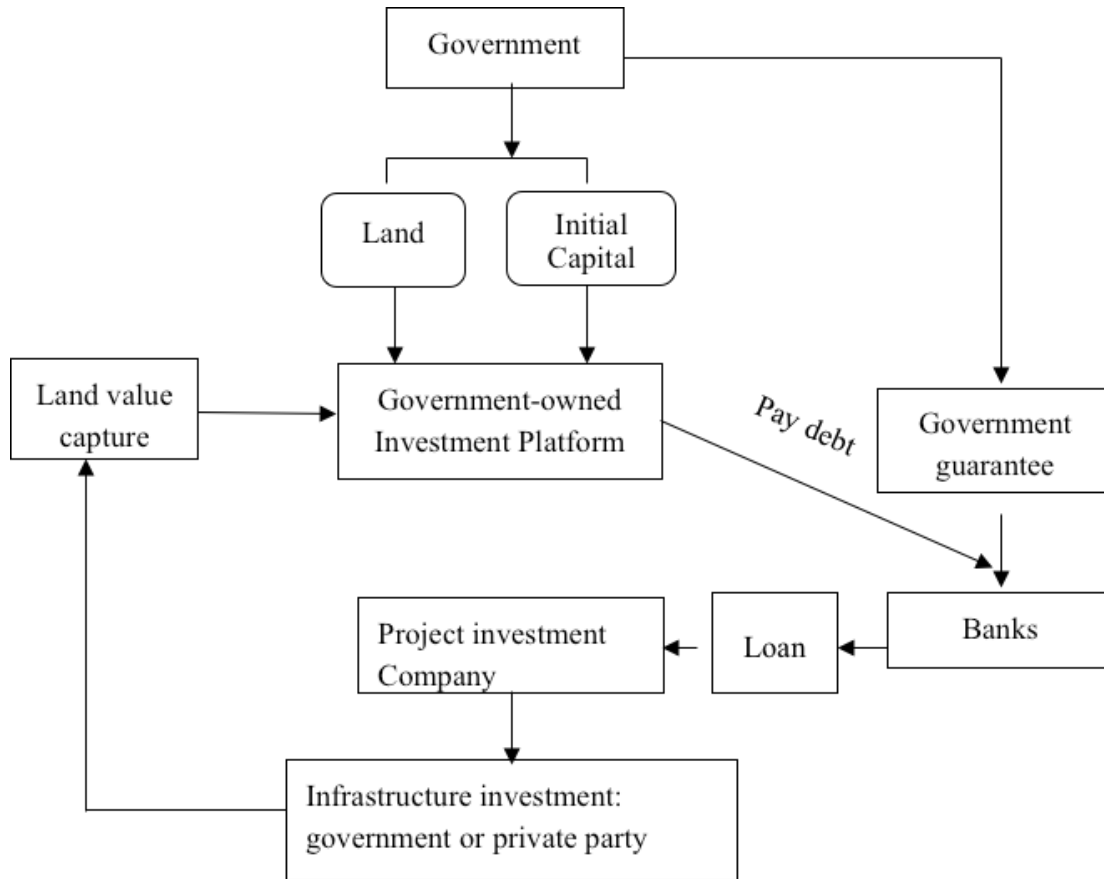 Government
Land
Initial
Capital
Land value
capture
Government-owned
Investment Platform
Pay debt
Government
guarantee
Project investment
Company
Loan
Banks
Infrastructure investment:
government or private party